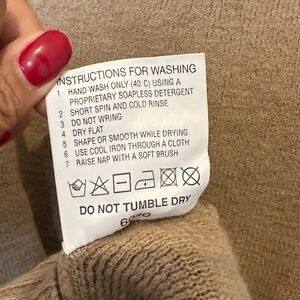 INSTRUCTIONS FOR WASHING
1 HAND WASH ONLY (40 C) USING A
PROPRIETARY SOAPLESS DETERGENT
2 SHORT SPIN AND COLD RINSE
3 DO NOT WRING
4 DRY FLAT
5 SHAPE OR SMOOTH WHILE DRYING
6 USE COOL IRON THROUGH A CLOTH
7 RAISE NAP WITH A SOFT BRUSH
DO NOT TUMBLE DRY